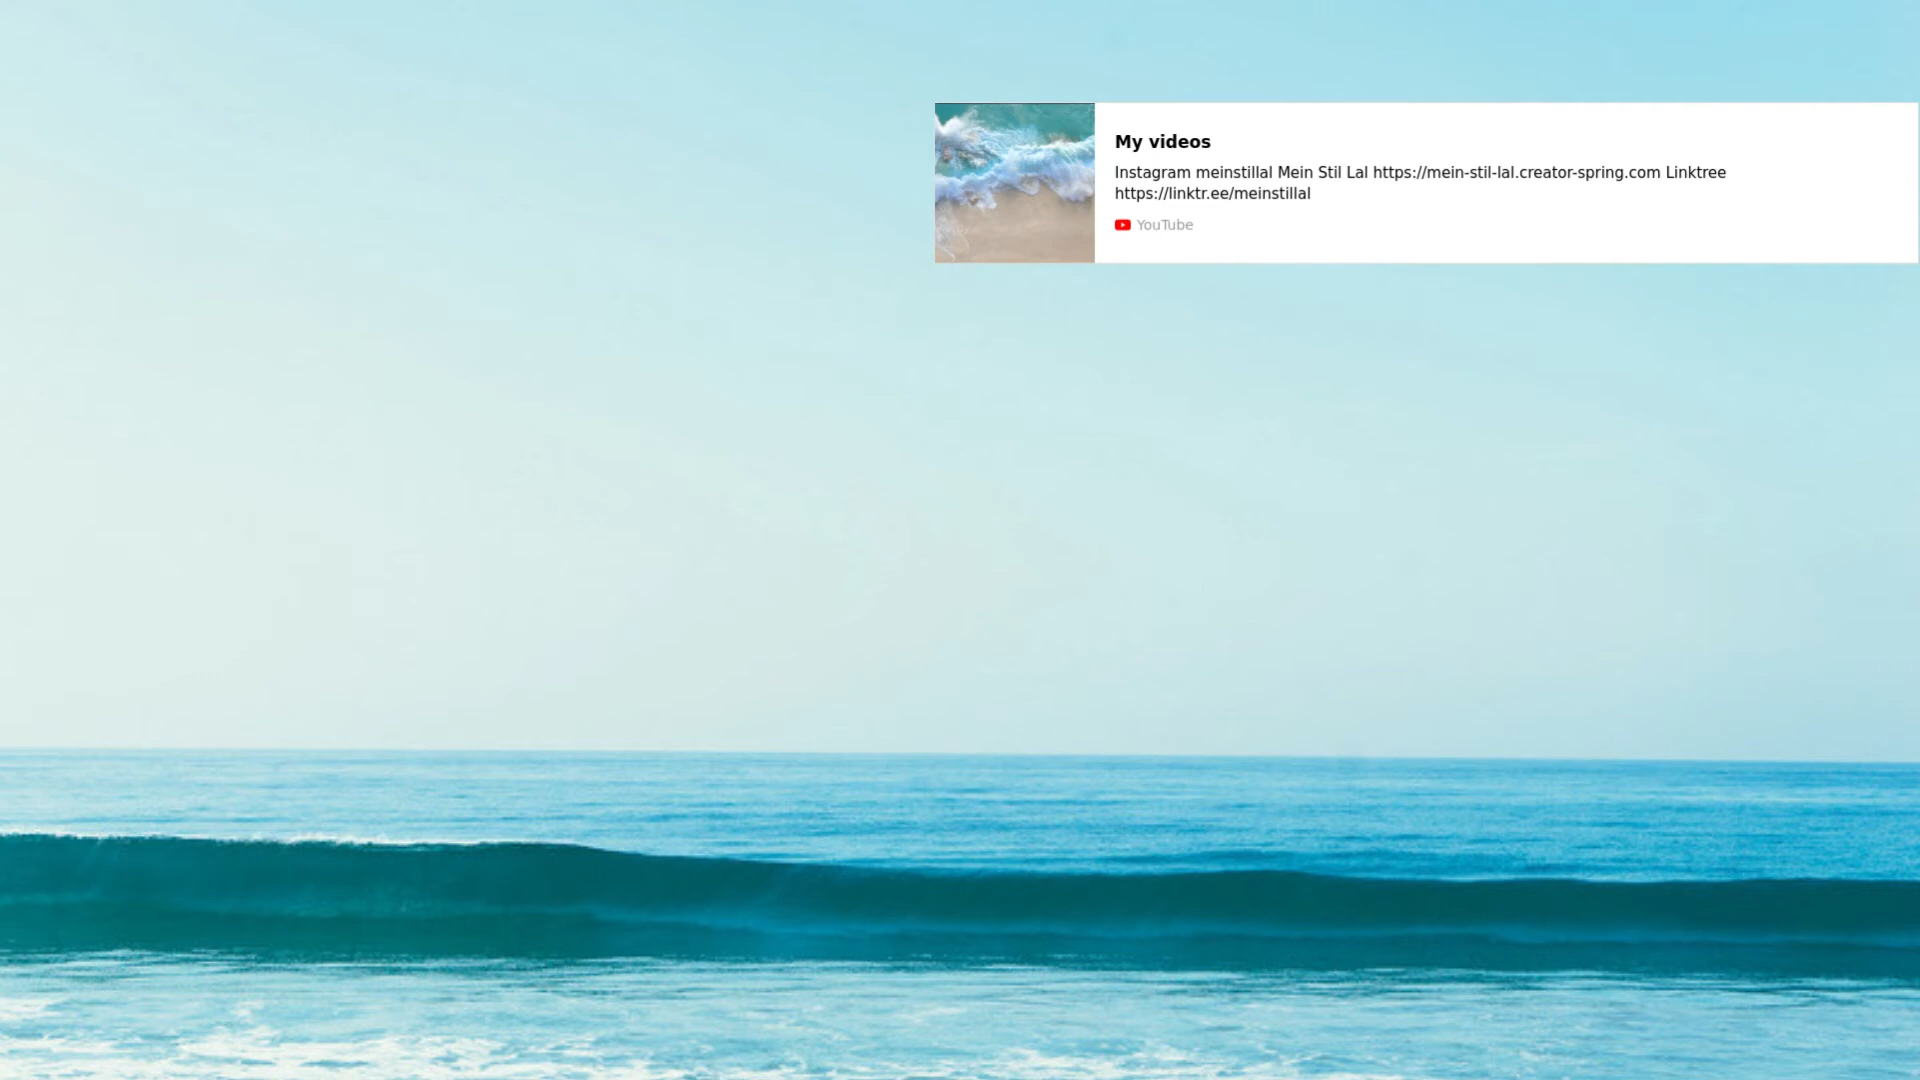 My videos
Instagram meinstillal Mein Stil Lal https://mein-stil-lal.creator-spring.com Linktree
https://linktr.ee/meinstillal
YouTube